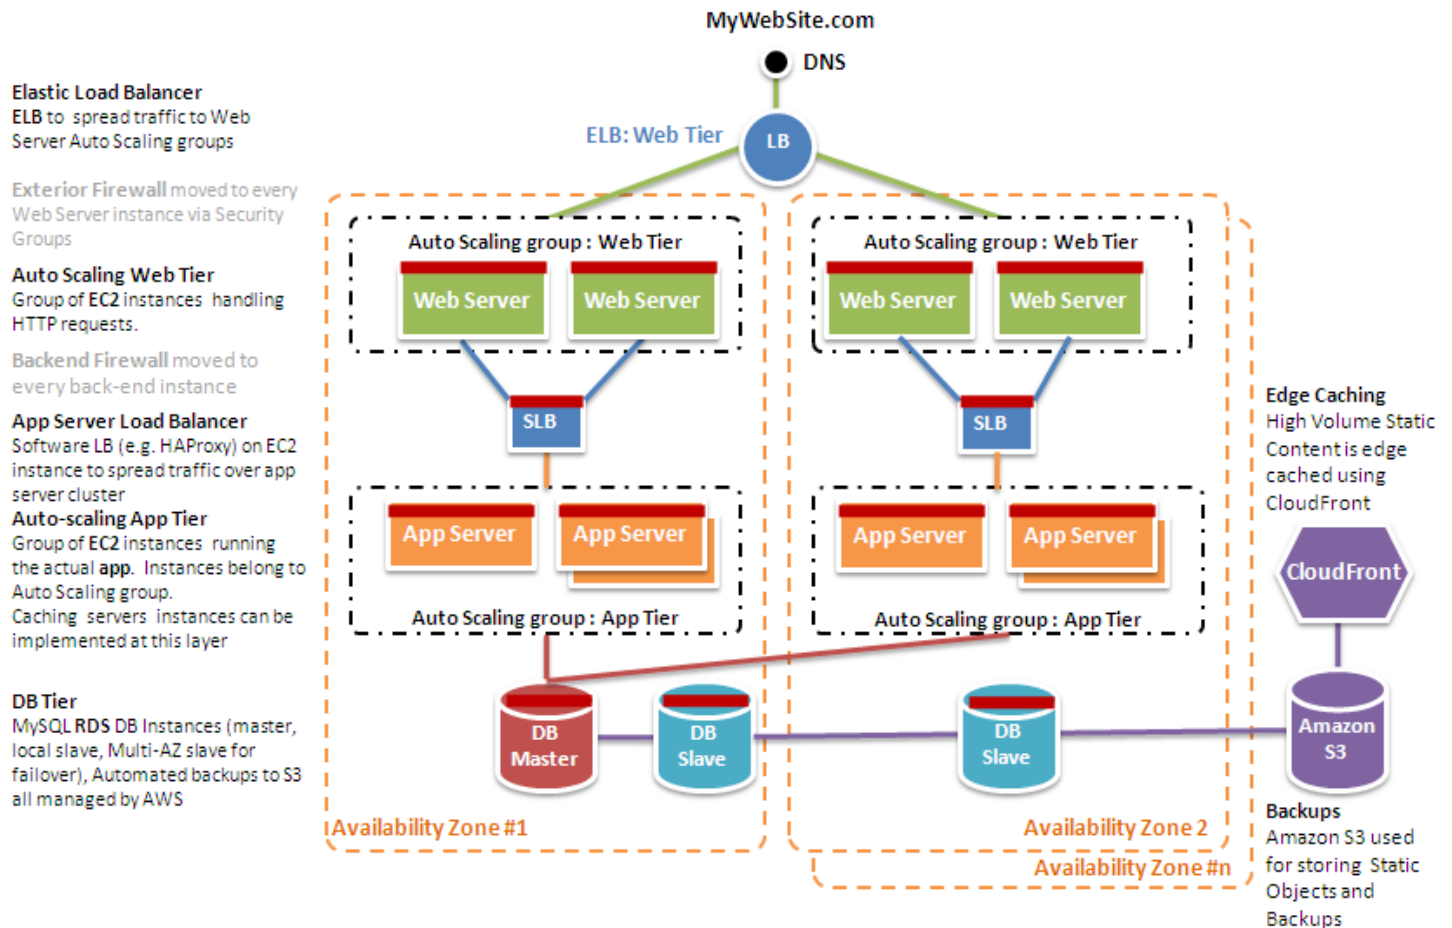 MyWebSite.com
DNS
Elastic Load Balancer
ELB to spread traffic to Web
Server Auto Scaling groups
Exterior Firewall moved to every
Web Server instance via Security
Groups
Auto Scaling Web Tier
Group of EC2 instances handling
HTTP requests.
Backend Firewall moved to
every back-end instance
App Server Load Balancer
Software LB (e.g. HAProxy) on EC2
instance to spread traffic over app
server cluster
Auto-scaling App Tier
Group of EC2 instances running
the actual app. Instances belong to
Auto Scaling group.
Caching servers instances can be
implemented at this layer
DB Tier
MySQL RDS DB Instances (master,
local slave, Multi-AZ slave for
failover), Automated backups to S3
all managed by AWS
ELB: Web Tier
LB
Auto Scaling group : Web Tier
Web Server
Web Server
SLB
App Server
App Server
Auto Scaling group : App Tier
DB
Master
DB
Slave
Availability Zone #1
Auto Scaling group : Web Tier
Web Server
Web Server
SLB
App Server
App Server
Auto Scaling group : App Tier
DB
Slave
Availability Zone 2
Availability Zone #n
Edge Caching
High Volume Static
Content is edge
cached using
CloudFront
CloudFront
Amazon
S3
Backups
Amazon S3 used
for storing Static
Objects and
Backups